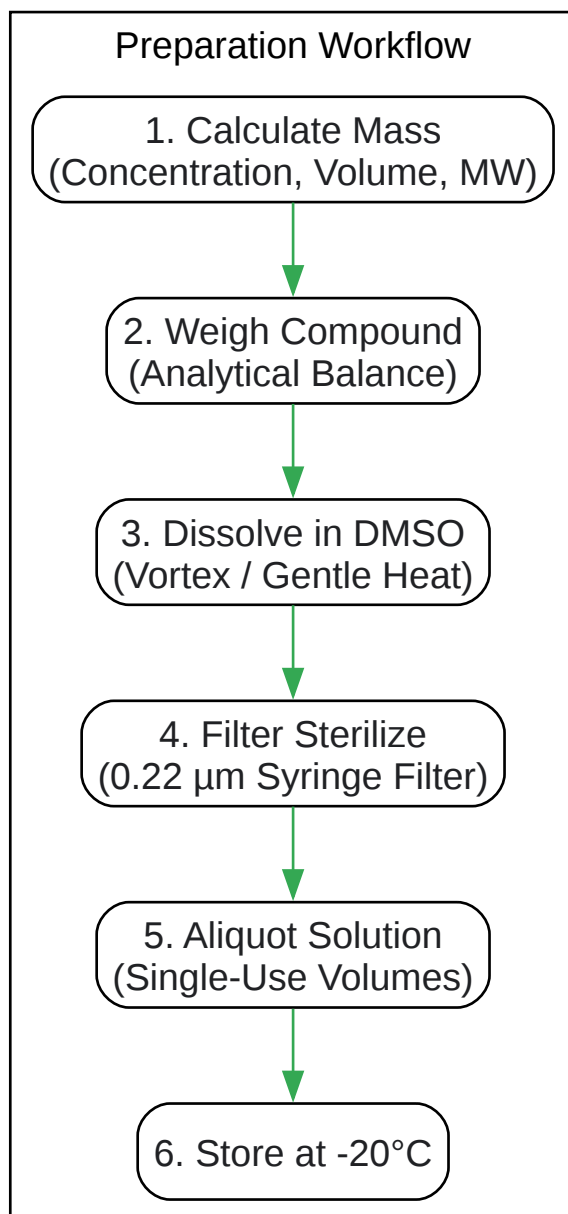 Preparation Workflow
1. Calculate Mass
(Concentration, Volume, MW)
2. Weigh Compound
(Analytical Balance)
3. Dissolve in DMSO
(Vortex / Gentle Heat)
4. Filter Sterilize
(0.22 µm Syringe Filter)
5. Aliquot Solution
(Single-Use Volumes)
6. Store at -20°C